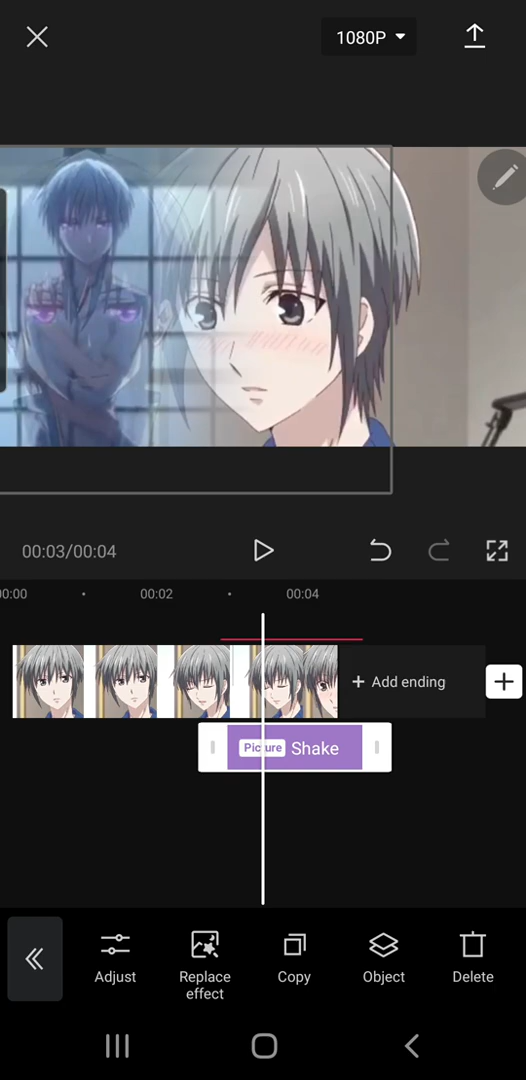 1080P
00:03/00:04
00:00
00:02
00:04
+ Add ending
Picture Shake
Adjust
Replace
effect
Copy
Object
Delete